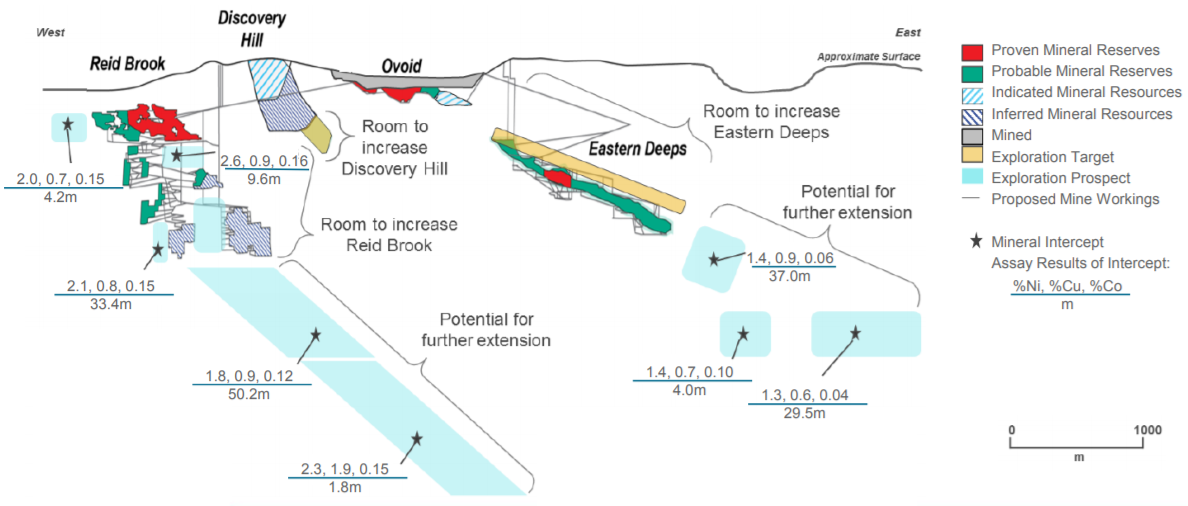 Discovery
Hill
West
East
Reid Brook
Ovoid
Approximate Surface
Proven Mineral Reserves
Probable Mineral Reserves
Indicated Mineral Resources
Inferred Mineral Resources
Mined
Exploration Target
Exploration Prospect
Proposed Mine Workings
Mineral Intercept
Assay Results of Intercept:
%Ni, %Cu, %Co
m
Room to
increase
Discovery Hill
Room to increase
Eastern Deeps
Eastern Deeps
2.6, 0.9, 0.16
9.6m
2.0, 0.7, 0.15
4.2m
Room to increase
Reid Brook
Potential for
further extension
1.4, 0.9, 0.06
37.0m
2.1, 0.8, 0.15
33.4m
Potential for
further extension
1.8, 0.9, 0.12
50.2m
1.4, 0.7, 0.10
4.0m
1.3, 0.6, 0.04
29.5m
2.3, 1.9, 0.15
1.8m
0 1000
m